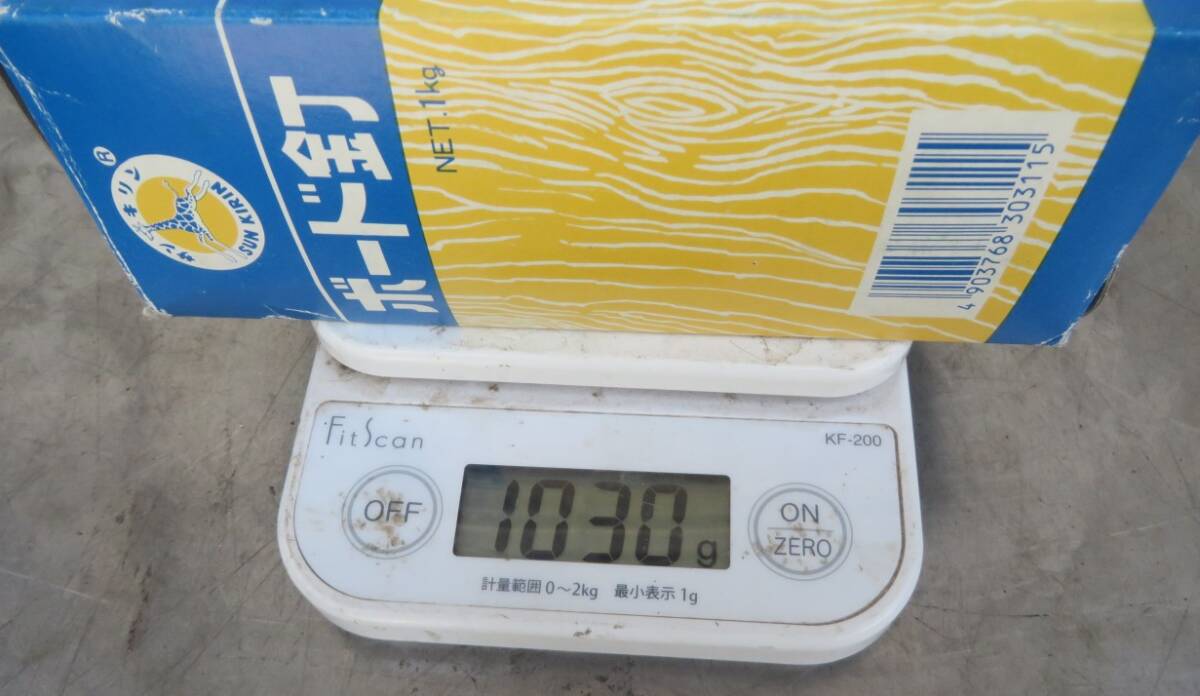 サンキリン®
SUN KIRIN
ボード釘
NET.1kg
4 903768 303115
FitScan
KF-200
OFF
1030g
ON
ZERO
計量範囲 0～2kg 最小表示 1g